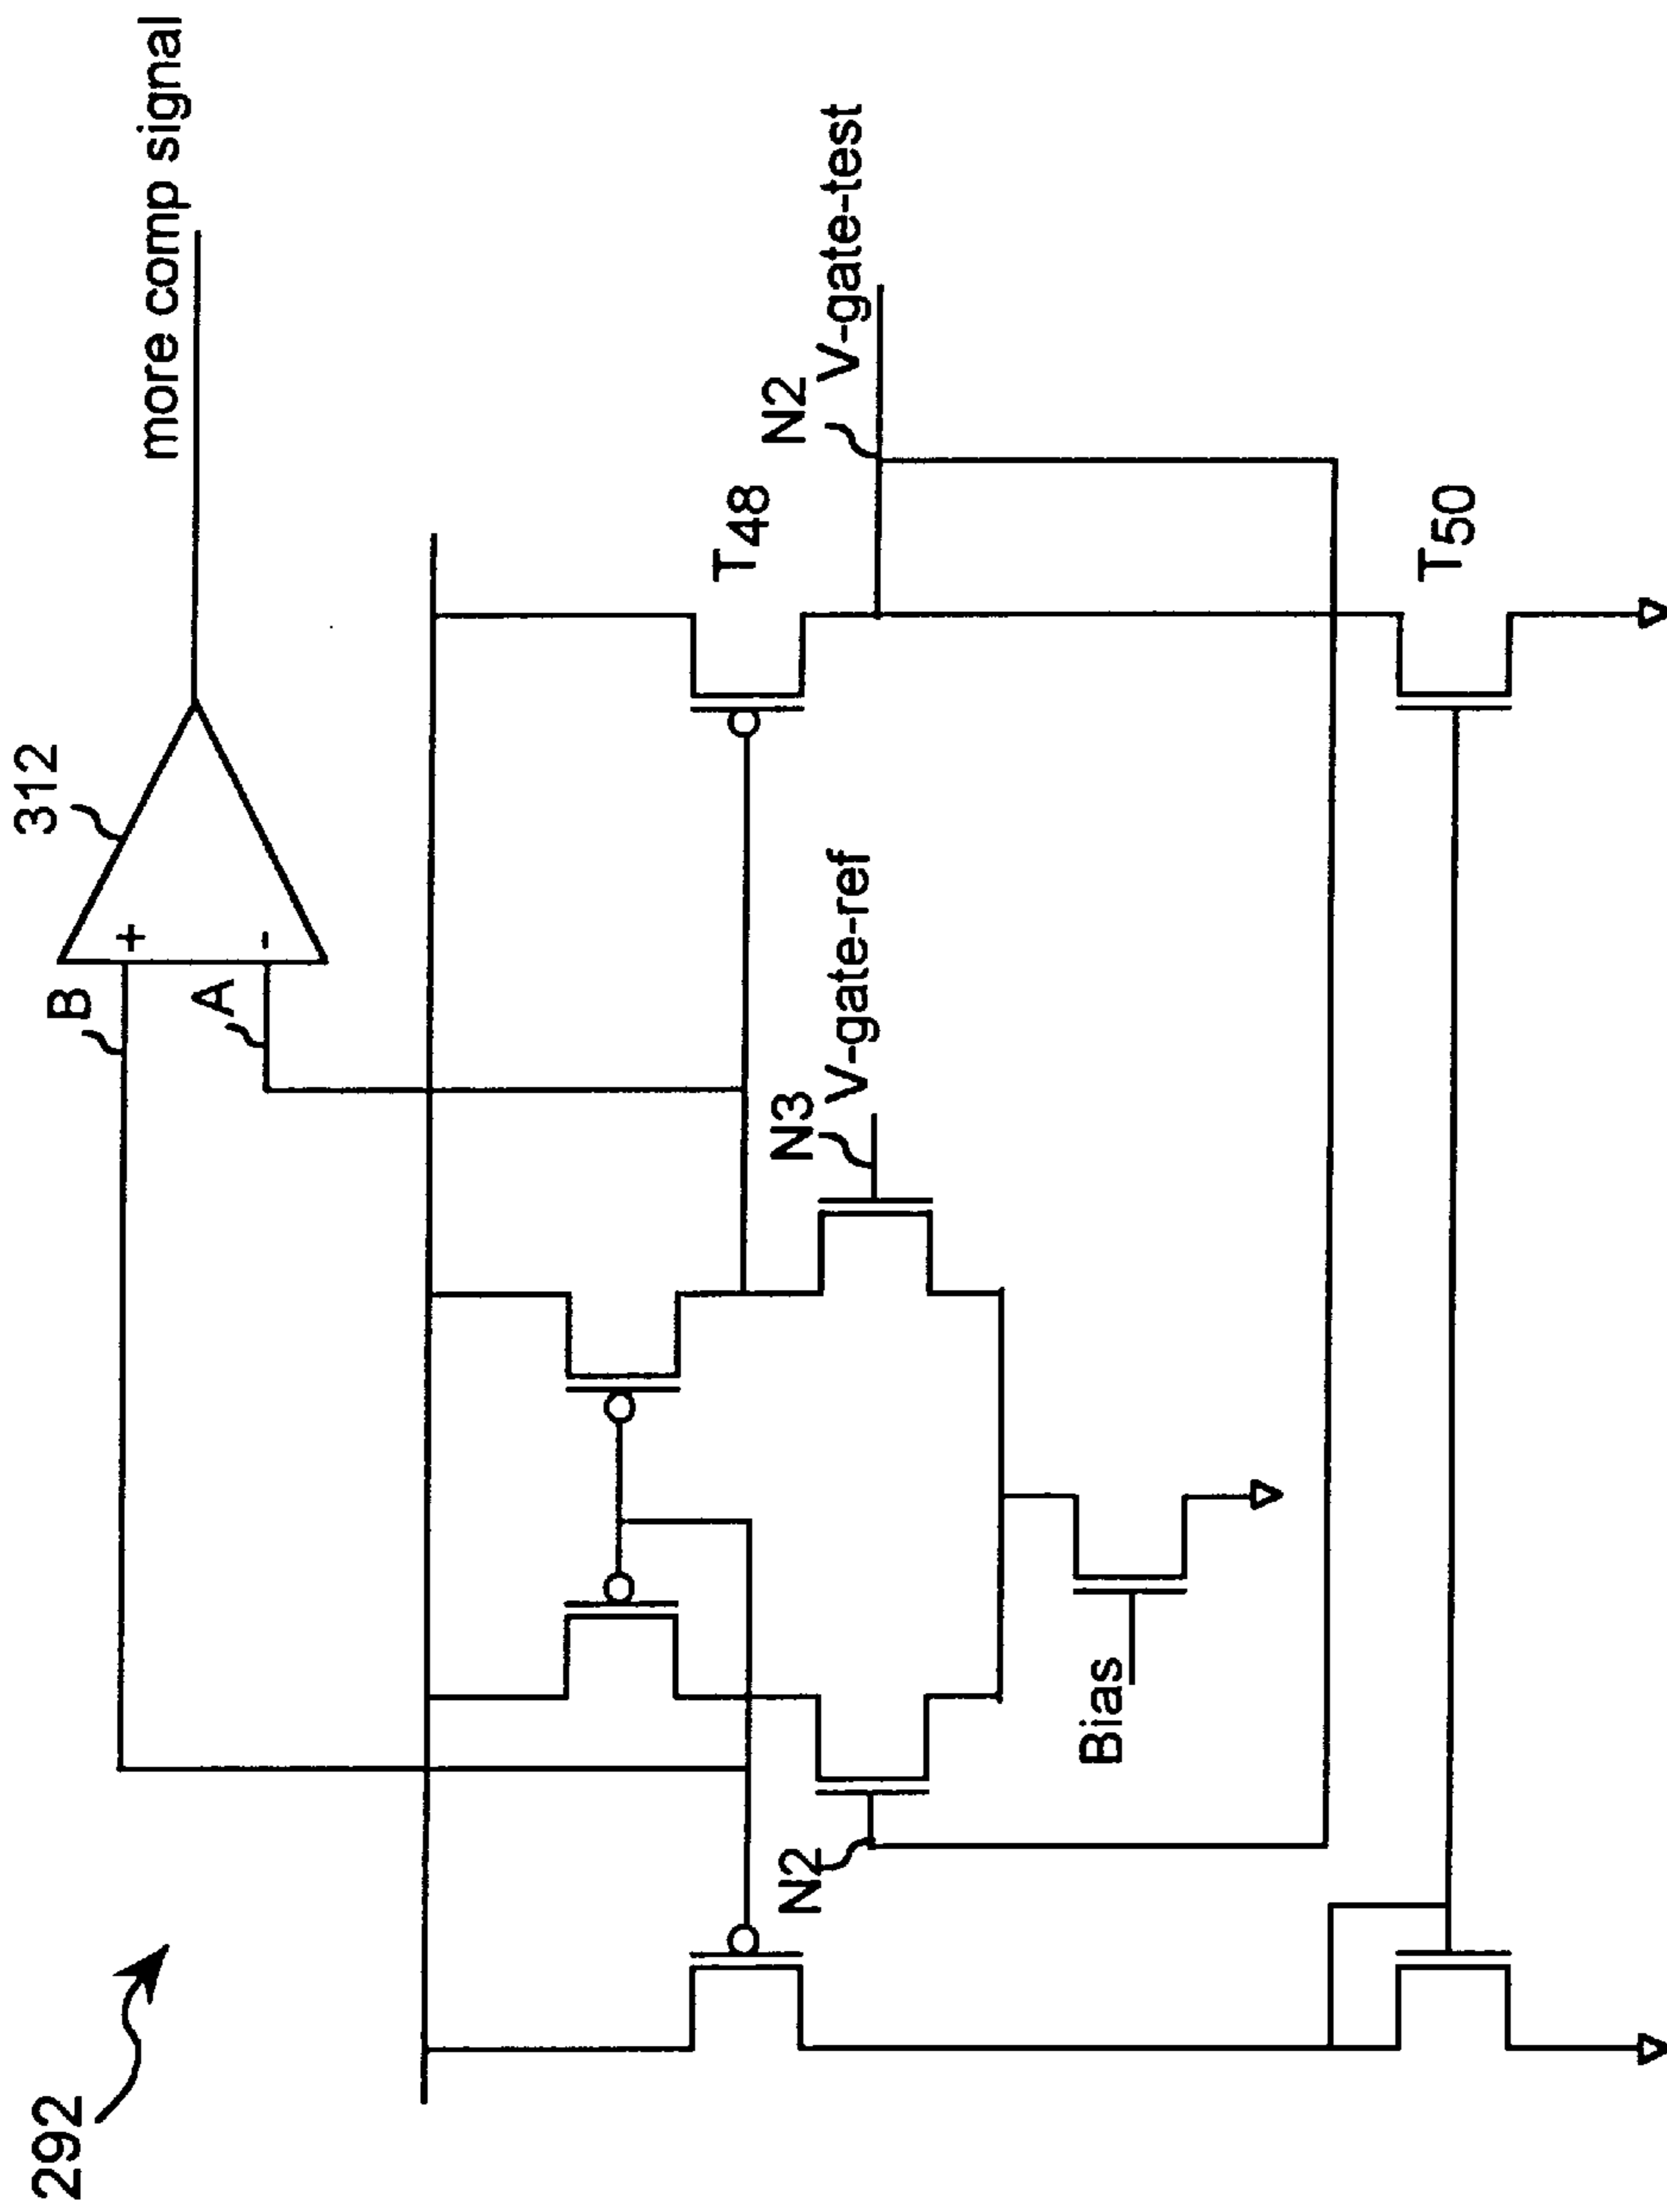 292
312
more comp signal
B
+
A
-
T48
N2
V-gate-test
N3
V-gate-ref
N2
Bias
T50